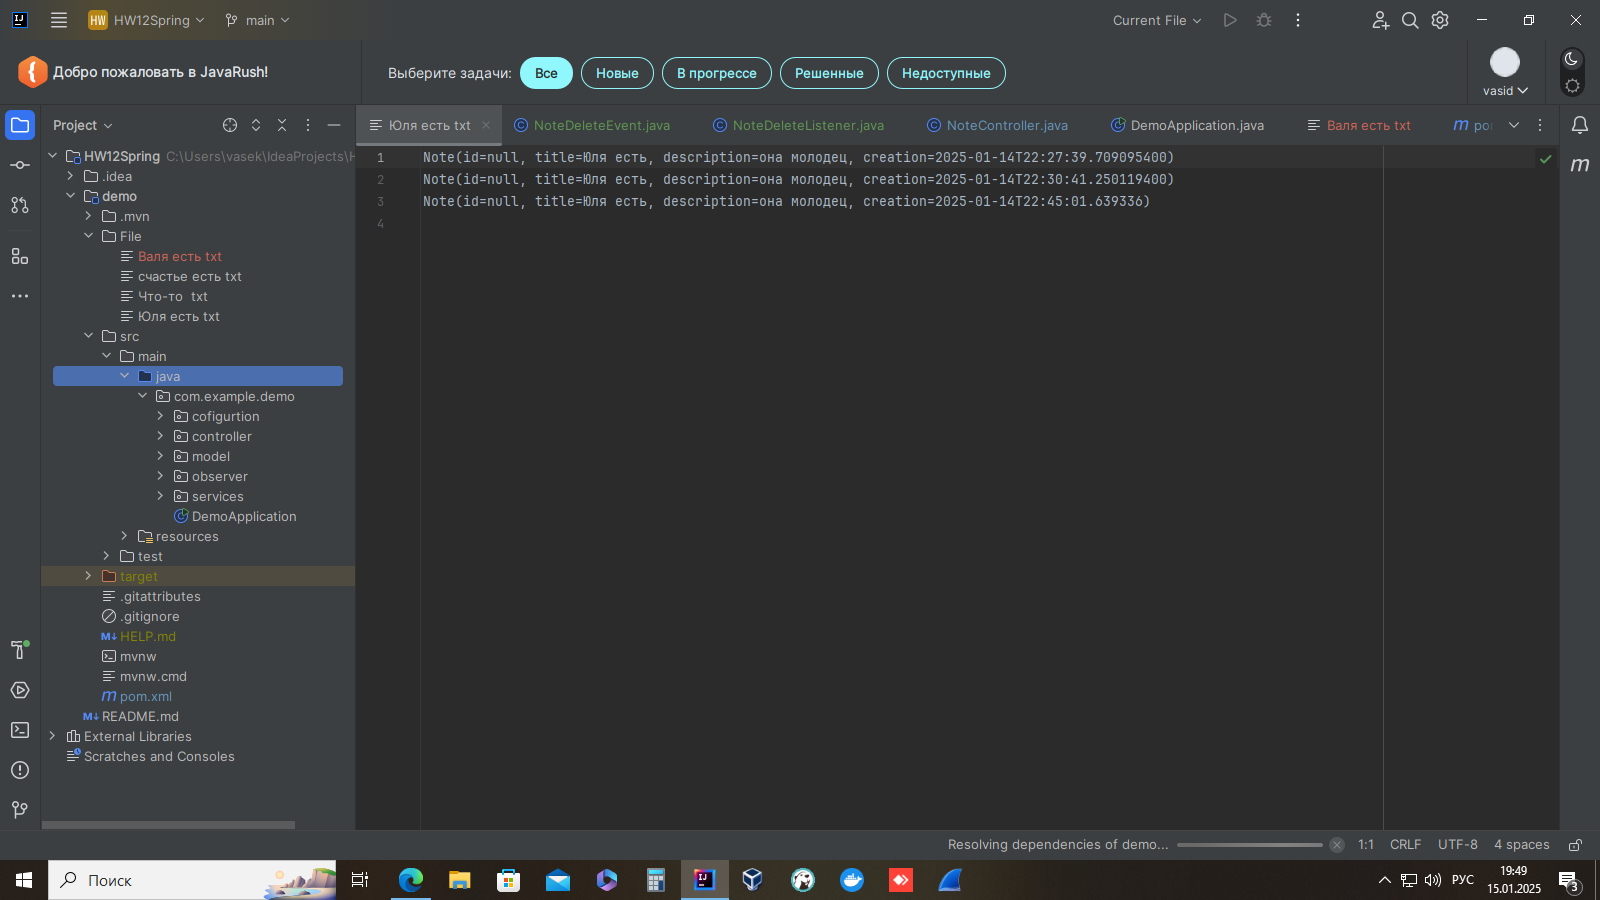 HW HW12Spring main Current File
Добро пожаловать в JavaRush! Выберите задачи: Все Новые В прогрессе Решенные Недоступные vasid
Project
Юля есть txt NoteDeleteEvent.java NoteDeleteListener.java NoteController.java DemoApplication.java Валя есть txt
HW12Spring C:\Users\vasek\IdeaProjects\
.idea
demo
.mvn
File
Валя есть txt
счастье есть txt
Что-то  txt
Юля есть txt
src
main
java
com.example.demo
cofigurtion
controller
model
observer
services
DemoApplication
resources
test
target
.gitattributes
.gitignore
HELP.md
mvnw
mvnw.cmd
pom.xml
README.md
External Libraries
Scratches and Consoles
1 Note(id=null, title=Юля есть, description=она молодец, creation=2025-01-14T22:27:39.709095400)
2 Note(id=null, title=Юля есть, description=она молодец, creation=2025-01-14T22:30:41.250119400)
3 Note(id=null, title=Юля есть, description=она молодец, creation=2025-01-14T22:45:01.639336)
4
Resolving dependencies of demo... 1:1 CRLF UTF-8 4 spaces
Поиск
РУС
19:49
15.01.2025
3